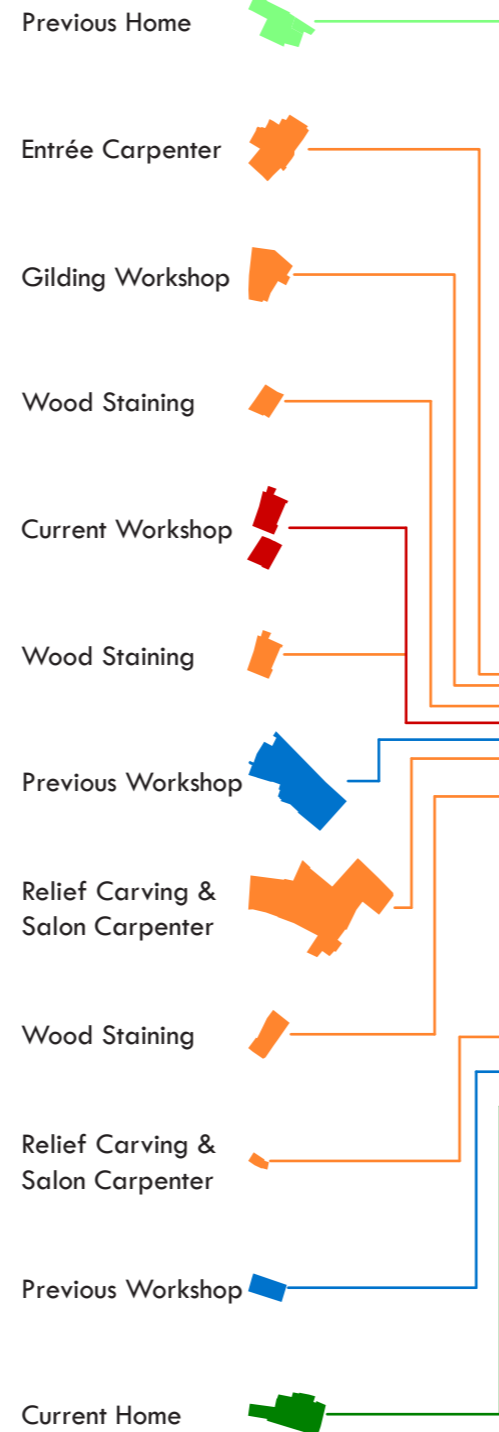 Previous Home
Entrée Carpenter
Gilding Workshop
Wood Staining
Current Workshop
Wood Staining
Previous Workshop
Relief Carving &
Salon Carpenter
Wood Staining
Relief Carving &
Salon Carpenter
Previous Workshop
Current Home